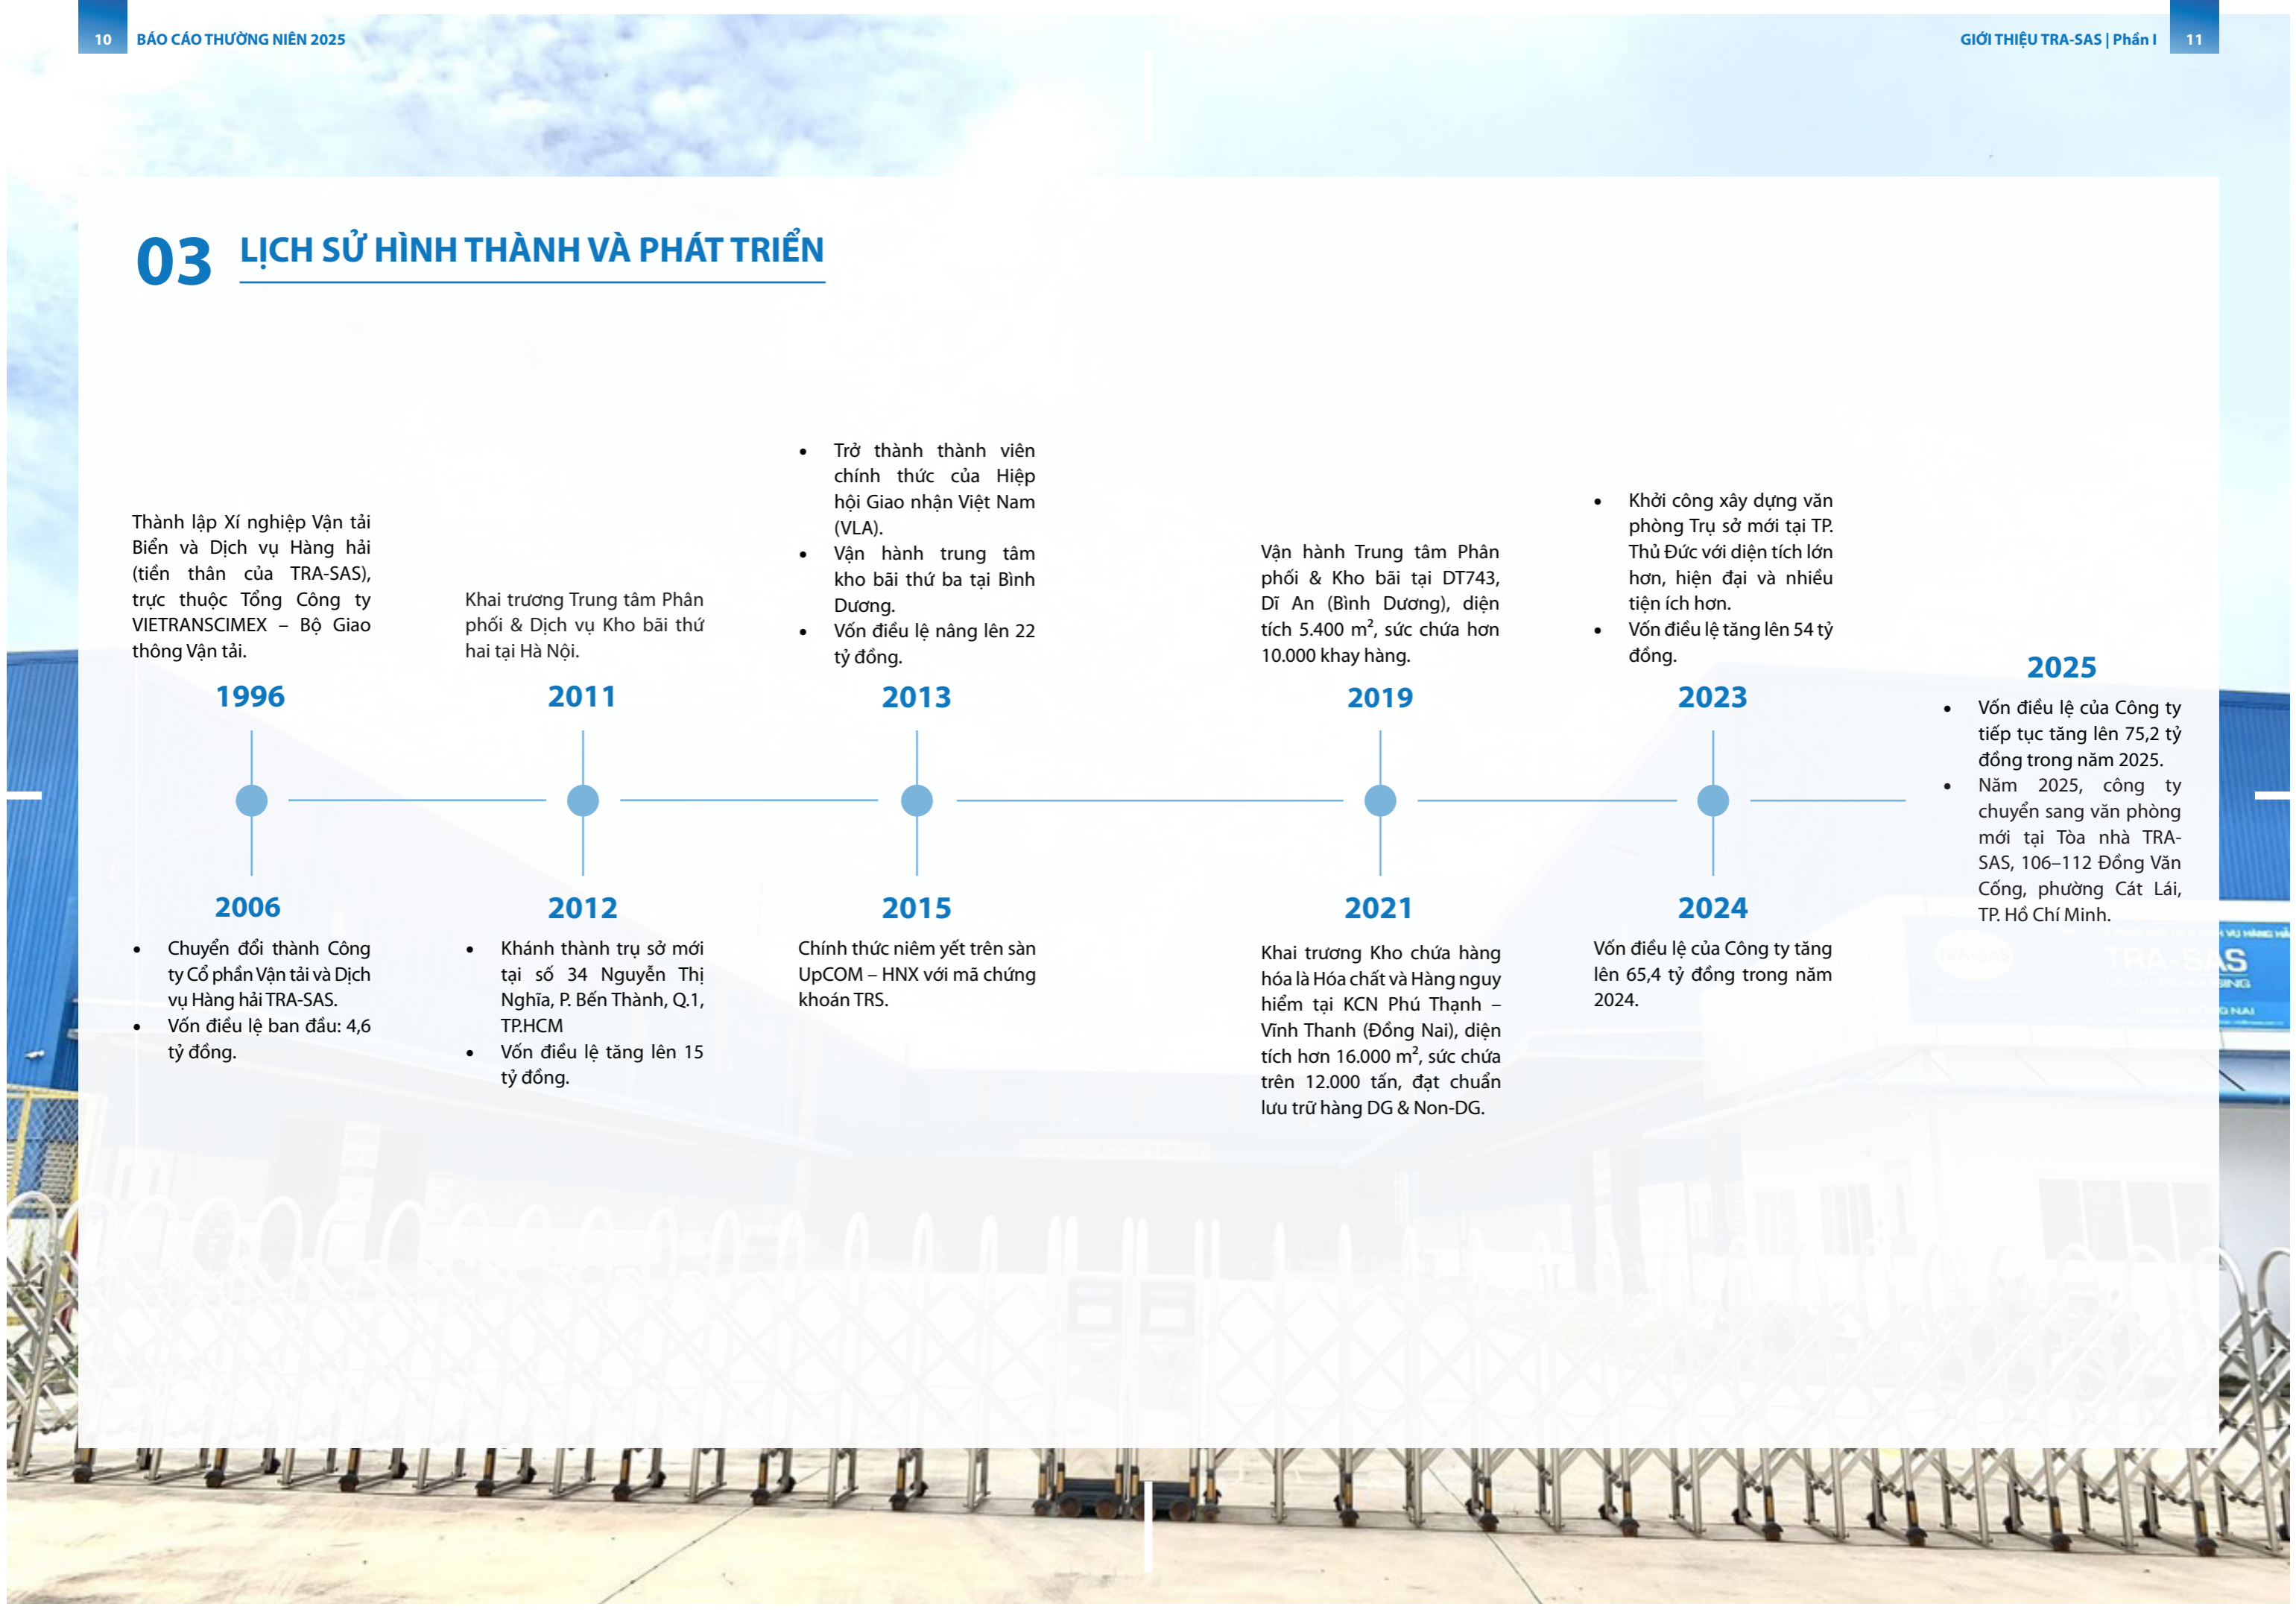 10 BÁO CÁO THƯỜNG NIÊN 2025
GIỚI THIỆU TRA-SAS | Phần I 11
03 LỊCH SỬ HÌNH THÀNH VÀ PHÁT TRIỂN
Thành lập Xí nghiệp Vận tải
Biển và Dịch vụ Hàng hải
(tiền thân của TRA-SAS),
trực thuộc Tổng Công ty
VIETRANSCIMEX – Bộ Giao
thông Vận tải.
1996
2006
• Chuyển đổi thành Công
ty Cổ phần Vận tải và Dịch
vụ Hàng hải TRA-SAS.
• Vốn điều lệ ban đầu: 4,6
tỷ đồng.
Khai trương Trung tâm Phân
phối & Dịch vụ Kho bãi thứ
hai tại Hà Nội.
2011
2012
• Khánh thành trụ sở mới
tại số 34 Nguyễn Thị
Nghĩa, P. Bến Thành, Q.1,
TP.HCM
• Vốn điều lệ tăng lên 15
tỷ đồng.
• Trở thành thành viên
chính thức của Hiệp
hội Giao nhận Việt Nam
(VLA).
• Vận hành trung tâm
kho bãi thứ ba tại Bình
Dương.
• Vốn điều lệ nâng lên 22
tỷ đồng.
2013
2015
Chính thức niêm yết trên sàn
UpCOM – HNX với mã chứng
khoán TRS.
Vận hành Trung tâm Phân
phối & Kho bãi tại DT743,
Dĩ An (Bình Dương), diện
tích 5.400 m², sức chứa hơn
10.000 khay hàng.
2019
2021
Khai trương Kho chứa hàng
hóa là Hóa chất và Hàng nguy
hiểm tại KCN Phú Thạnh –
Vĩnh Thanh (Đồng Nai), diện
tích hơn 16.000 m², sức chứa
trên 12.000 tấn, đạt chuẩn
lưu trữ hàng DG & Non-DG.
• Khởi công xây dựng văn
phòng Trụ sở mới tại TP.
Thủ Đức với diện tích lớn
hơn, hiện đại và nhiều
tiện ích hơn.
• Vốn điều lệ tăng lên 54 tỷ
đồng.
2023
2024
Vốn điều lệ của Công ty tăng
lên 65,4 tỷ đồng trong năm
2024.
2025
• Vốn điều lệ của Công ty
tiếp tục tăng lên 75,2 tỷ
đồng trong năm 2025.
• Năm 2025, công ty
chuyển sang văn phòng
mới tại Tòa nhà TRA-
SAS, 106–112 Đồng Văn
Cống, phường Cát Lái,
TP. Hồ Chí Minh.
TRA-SAS
TRA-SAS